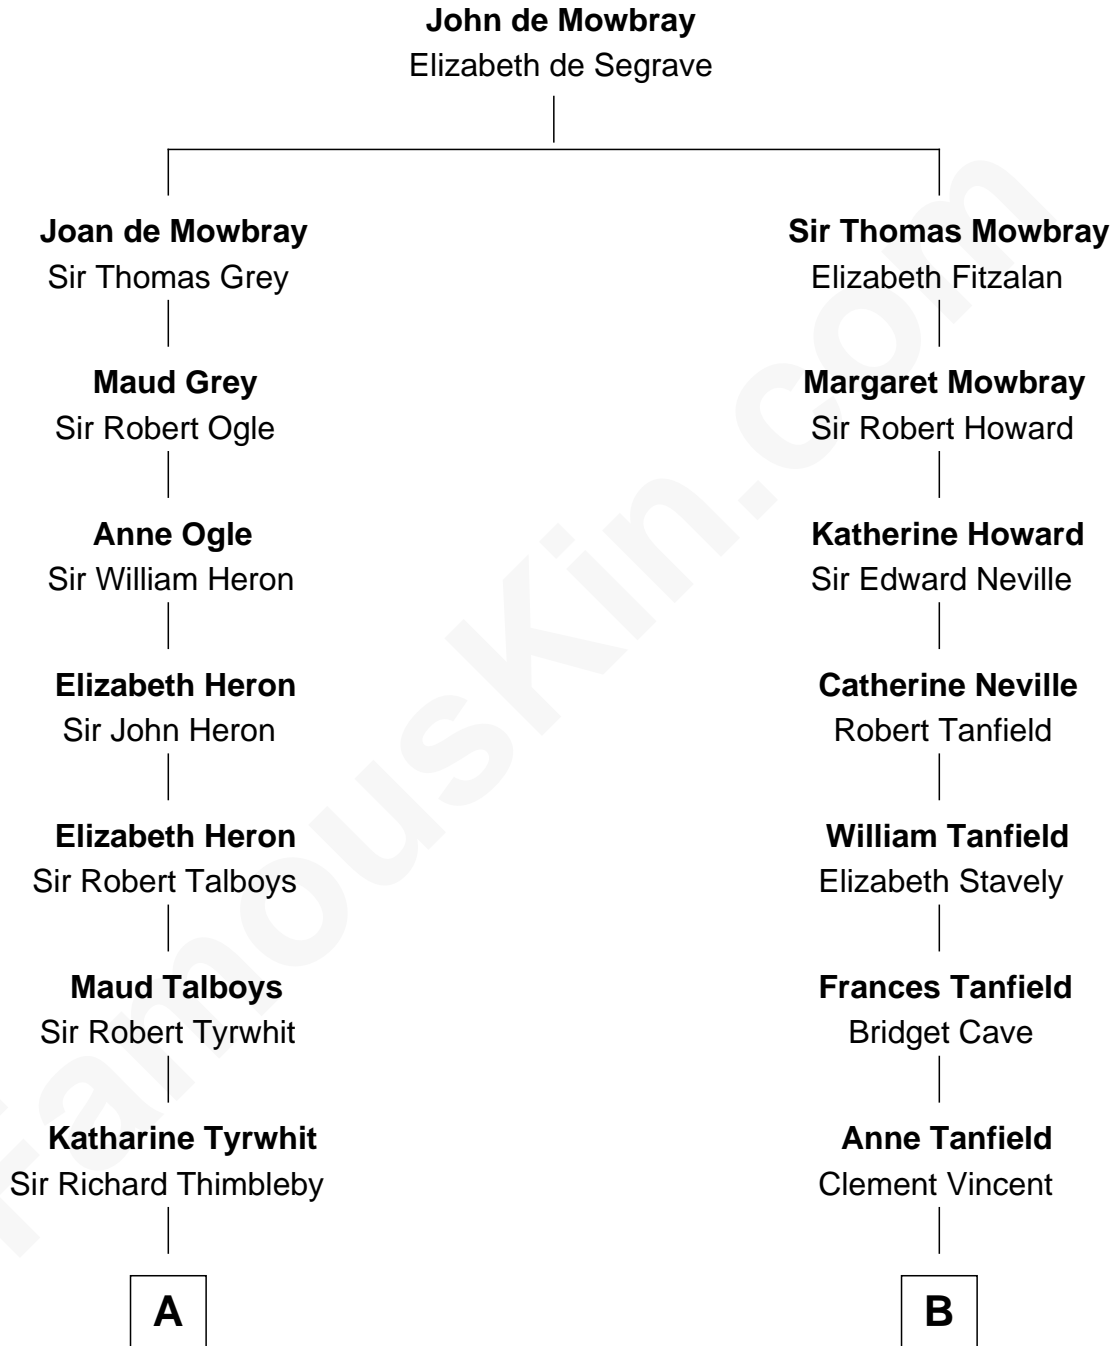 John de Mowbray
Elizabeth de Segrave
Joan de Mowbray
Sir Thomas Grey
Sir Thomas Mowbray
Elizabeth Fitzalan
Maud Grey
Sir Robert Ogle
Margaret Mowbray
Sir Robert Howard
Anne Ogle
Sir William Heron
Katherine Howard
Sir Edward Neville
Elizabeth Heron
Sir John Heron
Catherine Neville
Robert Tanfield
Elizabeth Heron
Sir Robert Talboys
William Tanfield
Elizabeth Stavely
Maud Talboys
Sir Robert Tyrwhit
Frances Tanfield
Bridget Cave
Katharine Tyrwhit
Sir Richard Thimbleby
Anne Tanfield
Clement Vincent
A
B
FamousKin.com